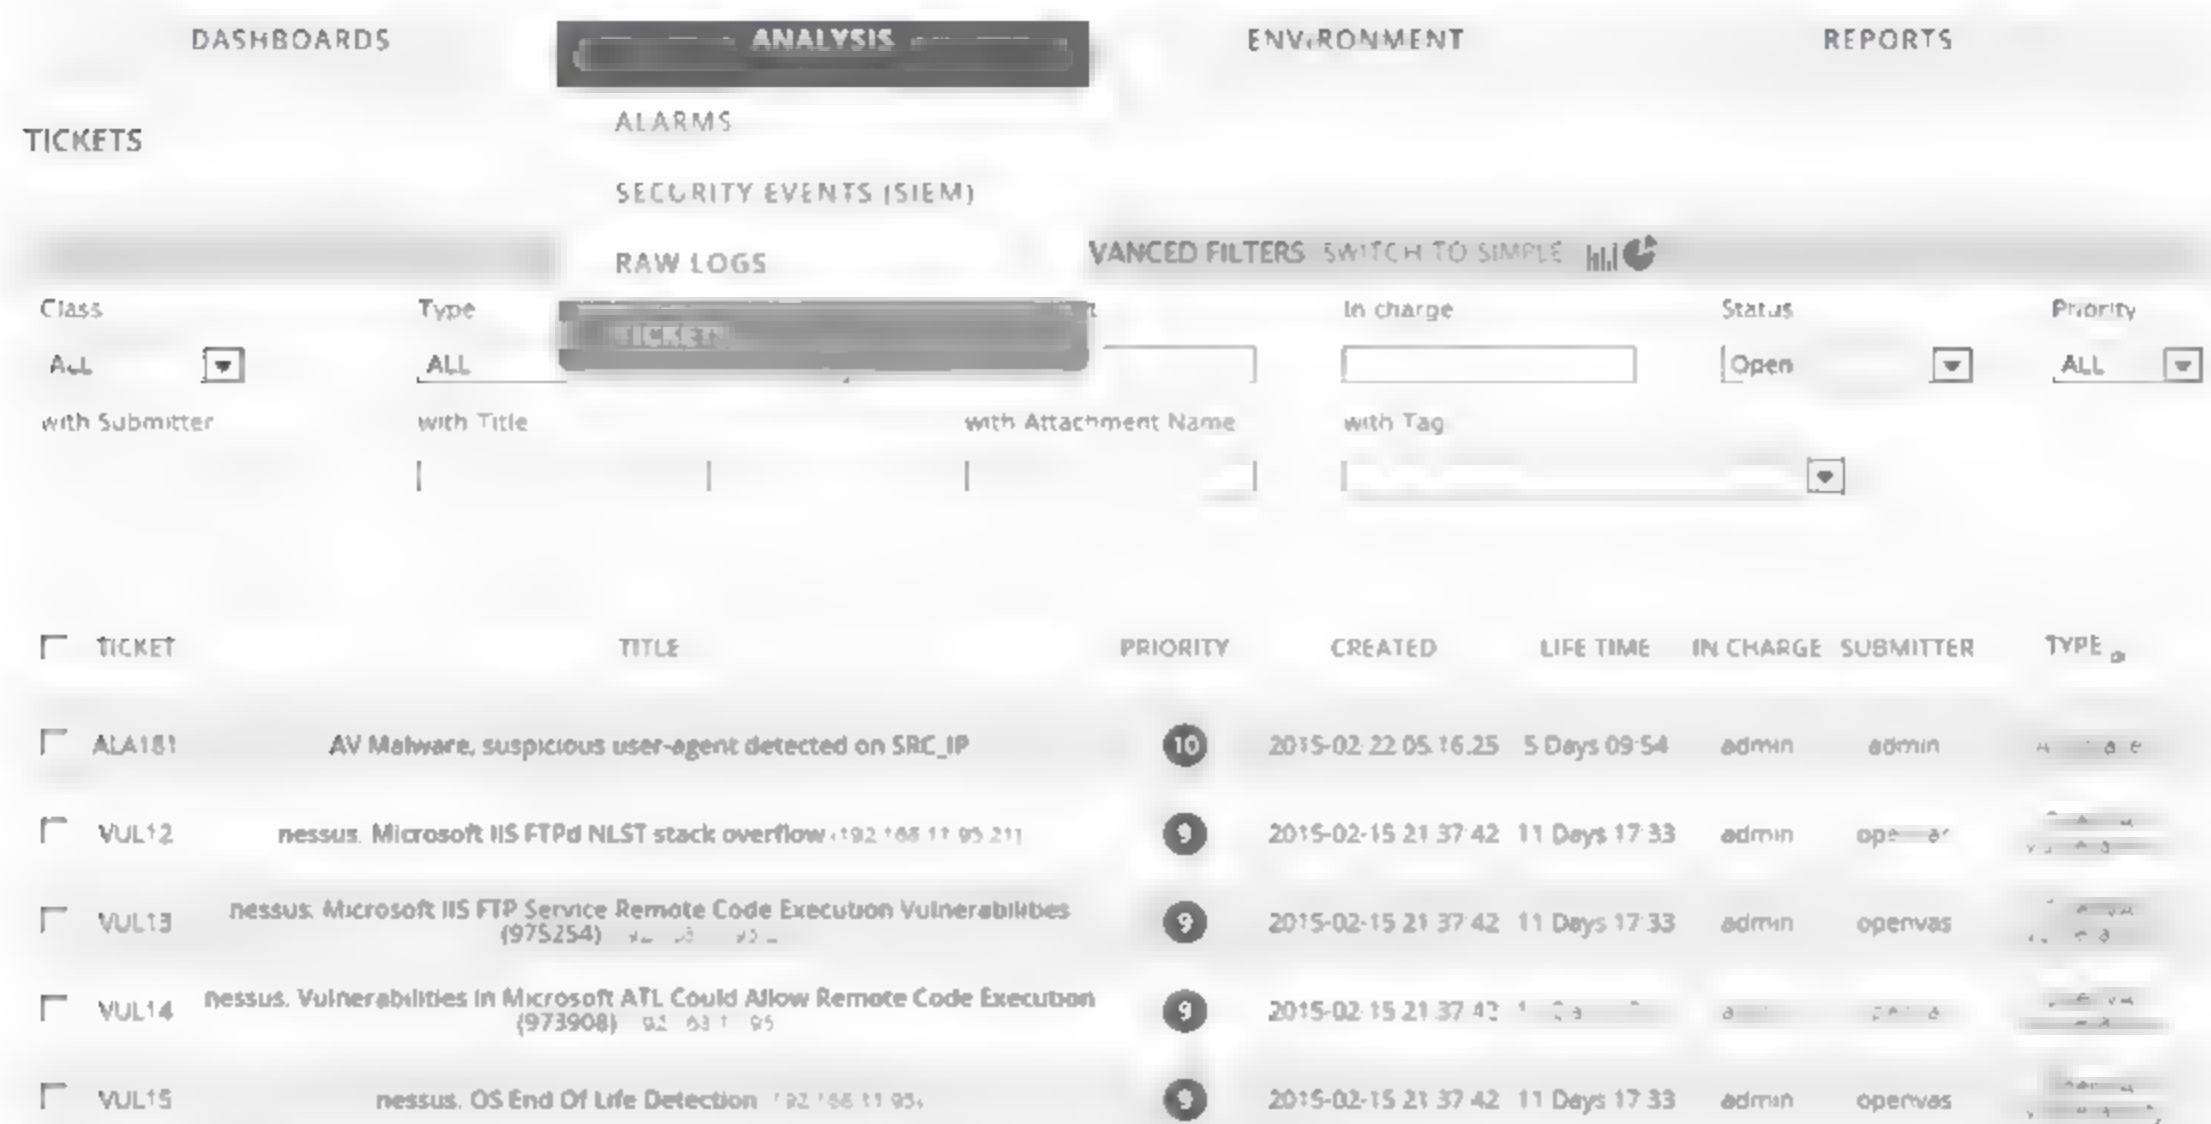 DASHBOARDS ANALYSIS ENVIRONMENT REPORTS
ALARMS
TICKETS
SECURITY EVENTS (SIEM)
RAW LOGS
VANCED FILTERS SWITCH TO SIMPLE
Class Type In charge Status Priority
TICKETS
ALL ALL Open ALL
with Submitter with Title with Attachment Name with Tag
TICKET TITLE PRIORITY CREATED LIFE TIME IN CHARGE SUBMITTER TYPE
ALA181 AV Malware, suspicious user-agent detected on SRC_IP 10 2015-02-22 05:16:25 5 Days 09:54 admin admin
VUL12 nessus: Microsoft IIS FTPd NLST stack overflow 9 2015-02-15 21:37:42 11 Days 17:33 admin
nessus: Microsoft IIS FTP Service Remote Code Execution Vulnerabilities
VUL13 (975254) 9 2015-02-15 21:37:42 11 Days 17:33 admin openvas
nessus: Vulnerabilities in Microsoft ATL Could Allow Remote Code Execution
VUL14 (973908) 9 2015-02-15 21:37:42
VUL15 nessus: OS End Of Life Detection 9 2015-02-15 21:37:42 11 Days 17:33 admin openvas